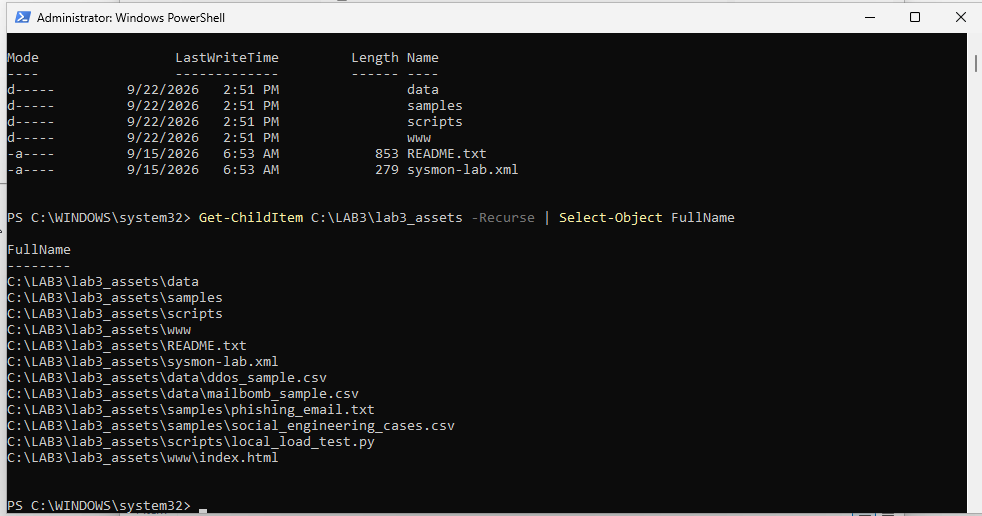 Administrator: Windows PowerShell
Mode                 LastWriteTime         Length Name
----                 -------------         ------ ----
d-----         9/22/2026   2:51 PM                data
d-----         9/22/2026   2:51 PM                samples
d-----         9/22/2026   2:51 PM                scripts
d-----         9/22/2026   2:51 PM                www
-a----         9/15/2026   6:53 AM            853 README.txt
-a----         9/15/2026   6:53 AM            279 sysmon-lab.xml
PS C:\WINDOWS\system32> Get-ChildItem C:\LAB3\lab3_assets -Recurse | Select-Object FullName
FullName
--------
C:\LAB3\lab3_assets\data
C:\LAB3\lab3_assets\samples
C:\LAB3\lab3_assets\scripts
C:\LAB3\lab3_assets\www
C:\LAB3\lab3_assets\README.txt
C:\LAB3\lab3_assets\sysmon-lab.xml
C:\LAB3\lab3_assets\data\ddos_sample.csv
C:\LAB3\lab3_assets\data\mailbomb_sample.csv
C:\LAB3\lab3_assets\samples\phishing_email.txt
C:\LAB3\lab3_assets\samples\social_engineering_cases.csv
C:\LAB3\lab3_assets\scripts\local_load_test.py
C:\LAB3\lab3_assets\www\index.html
PS C:\WINDOWS\system32>